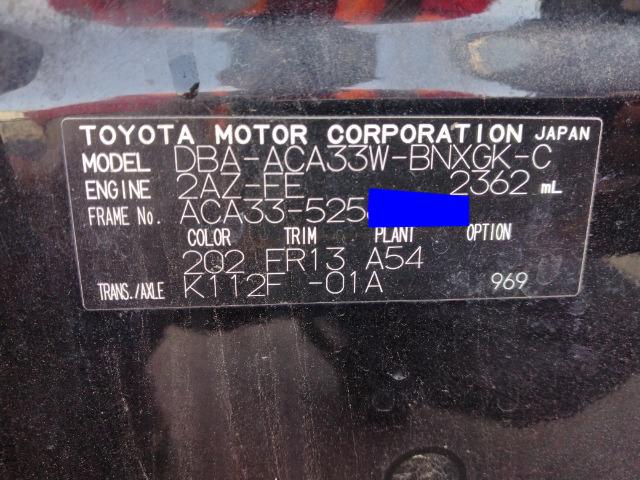 TOYOTA MOTOR CORPORATION JAPAN
MODEL DBA-ACA33W-BNXGK-C
ENGINE 2AZ-FE 2362 mL
FRAME No. ACA33-525
COLOR TRIM PLANT OPTION
202 FR13 A54
TRANS./AXLE K112F -01A 969